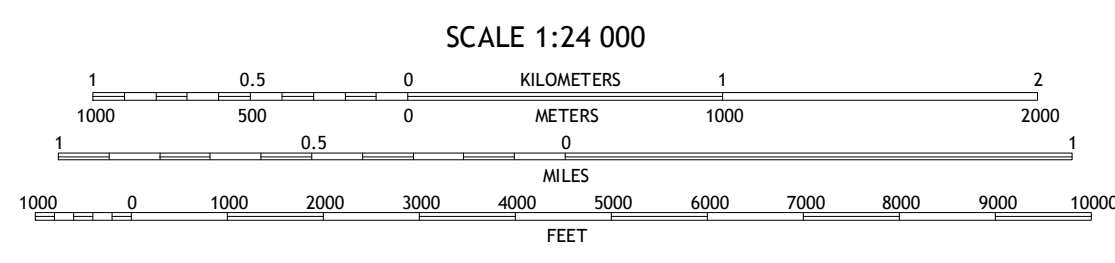 SCALE 1:24 000
1 0.5 0 KILOMETERS 1 2
1000 500 0 METERS 1000 2000
1 0.5 0 1
MILES
1000 0 1000 2000 3000 4000 5000 6000 7000 8000 9000 10000
FEET